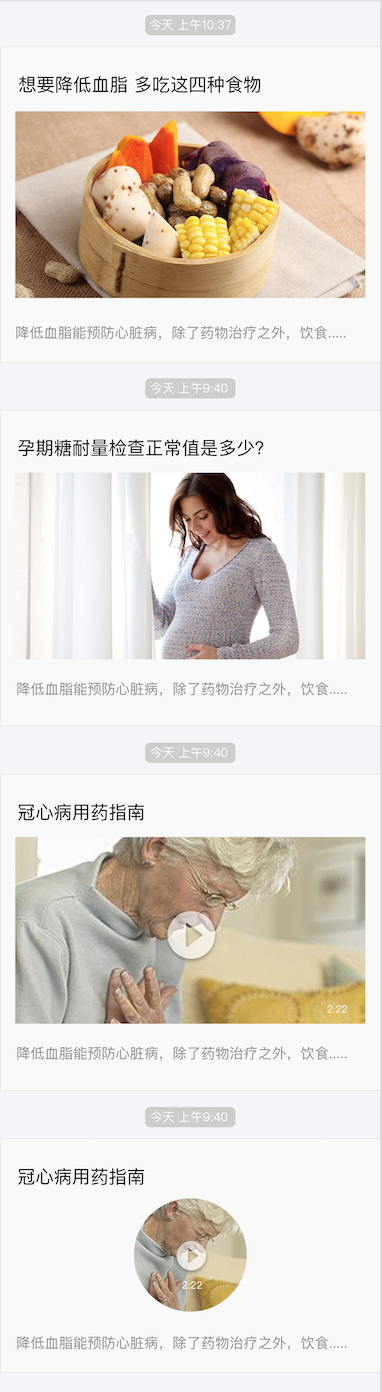 今天 上午10:37
想要降低血脂 多吃这四种食物
降低血脂能预防心脏病，除了药物治疗之外，饮食.....
今天 上午9:40
孕期糖耐量检查正常值是多少？
降低血脂能预防心脏病，除了药物治疗之外，饮食.....
今天 上午9:40
冠心病用药指南
2:22
降低血脂能预防心脏病，除了药物治疗之外，饮食.....
今天 上午9:40
冠心病用药指南
2:22
降低血脂能预防心脏病，除了药物治疗之外，饮食.....